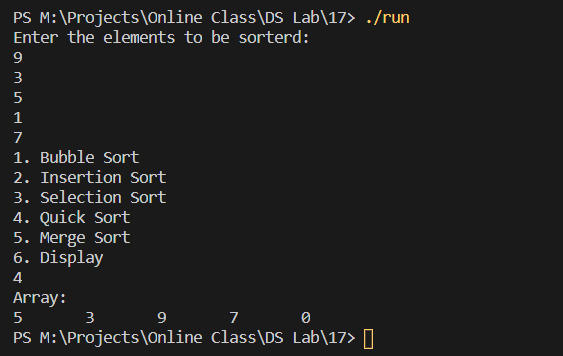 PS M:\Projects\Online Class\DS Lab\17> ./run
Enter the elements to be sorterd:
9
3
5
1
7
1. Bubble Sort
2. Insertion Sort
3. Selection Sort
4. Quick Sort
5. Merge Sort
6. Display
4
Array:
5 3 9 7 0
PS M:\Projects\Online Class\DS Lab\17>